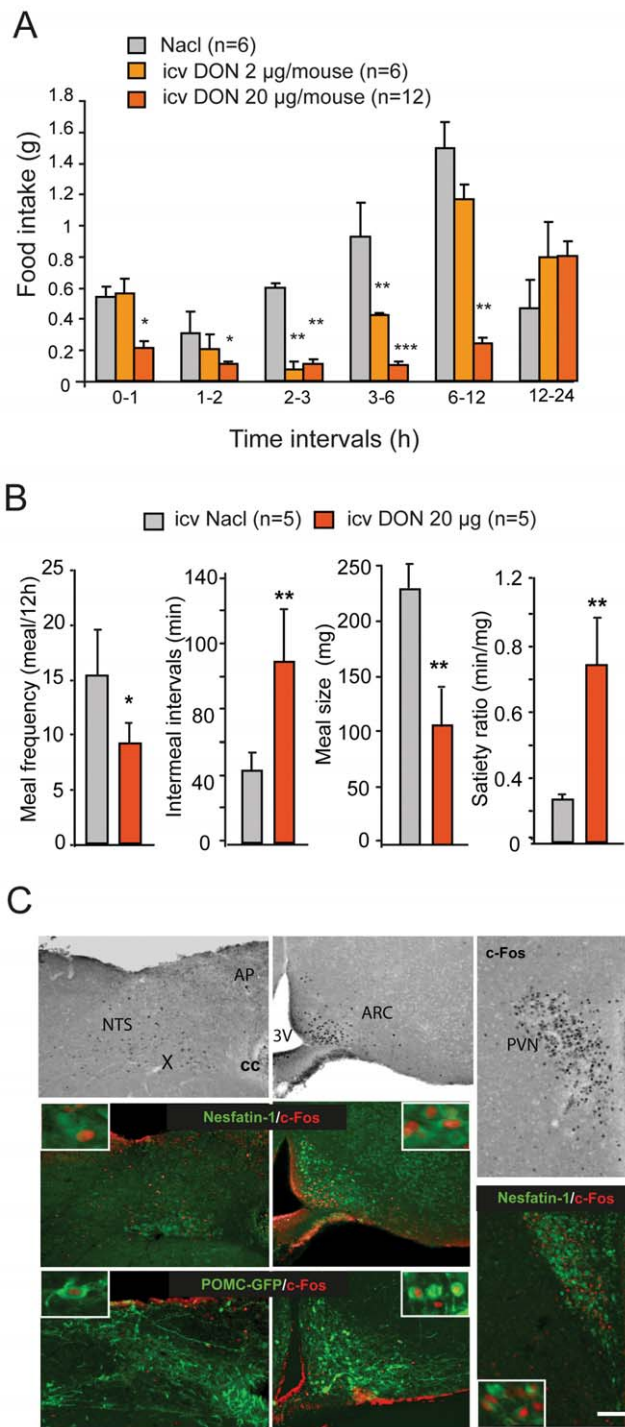 A
Nacl (n=6)
icv DON 2 µg/mouse (n=6)
icv DON 20 µg/mouse (n=12)
Food intake (g)
1.8
1.4
1
0.8
0.6
0.4
0.2
0
*
*
**
**
**
***
**
0-1
1-2
2-3
3-6
6-12
12-24
Time intervals (h)
B
icv Nacl (n=5)
icv DON 20 µg (n=5)
Meal frequency (meal/12h)
25
20
15
10
5
0
*
Intermeal intervals (min)
140
100
80
40
0
**
Meal size (mg)
250
200
150
100
50
0
**
Satiety ratio (min/mg)
1.2
0.8
0.4
0
**
C
NTS
AP
X
cc
3V
ARC
c-Fos
PVN
Nesfatin-1/c-Fos
Nesfatin-1/c-Fos
POMC-GFP/c-Fos